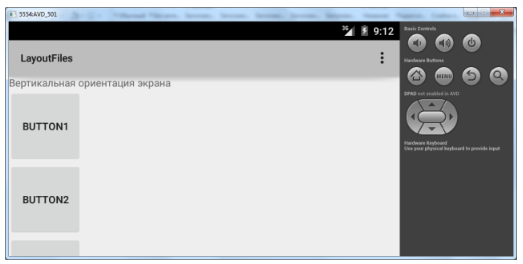 5554:AVD_501
3G 9:12
LayoutFiles
Вертикальная ориентация экрана
BUTTON1
BUTTON2
Basic Controls
Hardware Buttons
MENU
DPAD not enabled in AVD
Hardware Keyboard
Use your physical keyboard to provide input